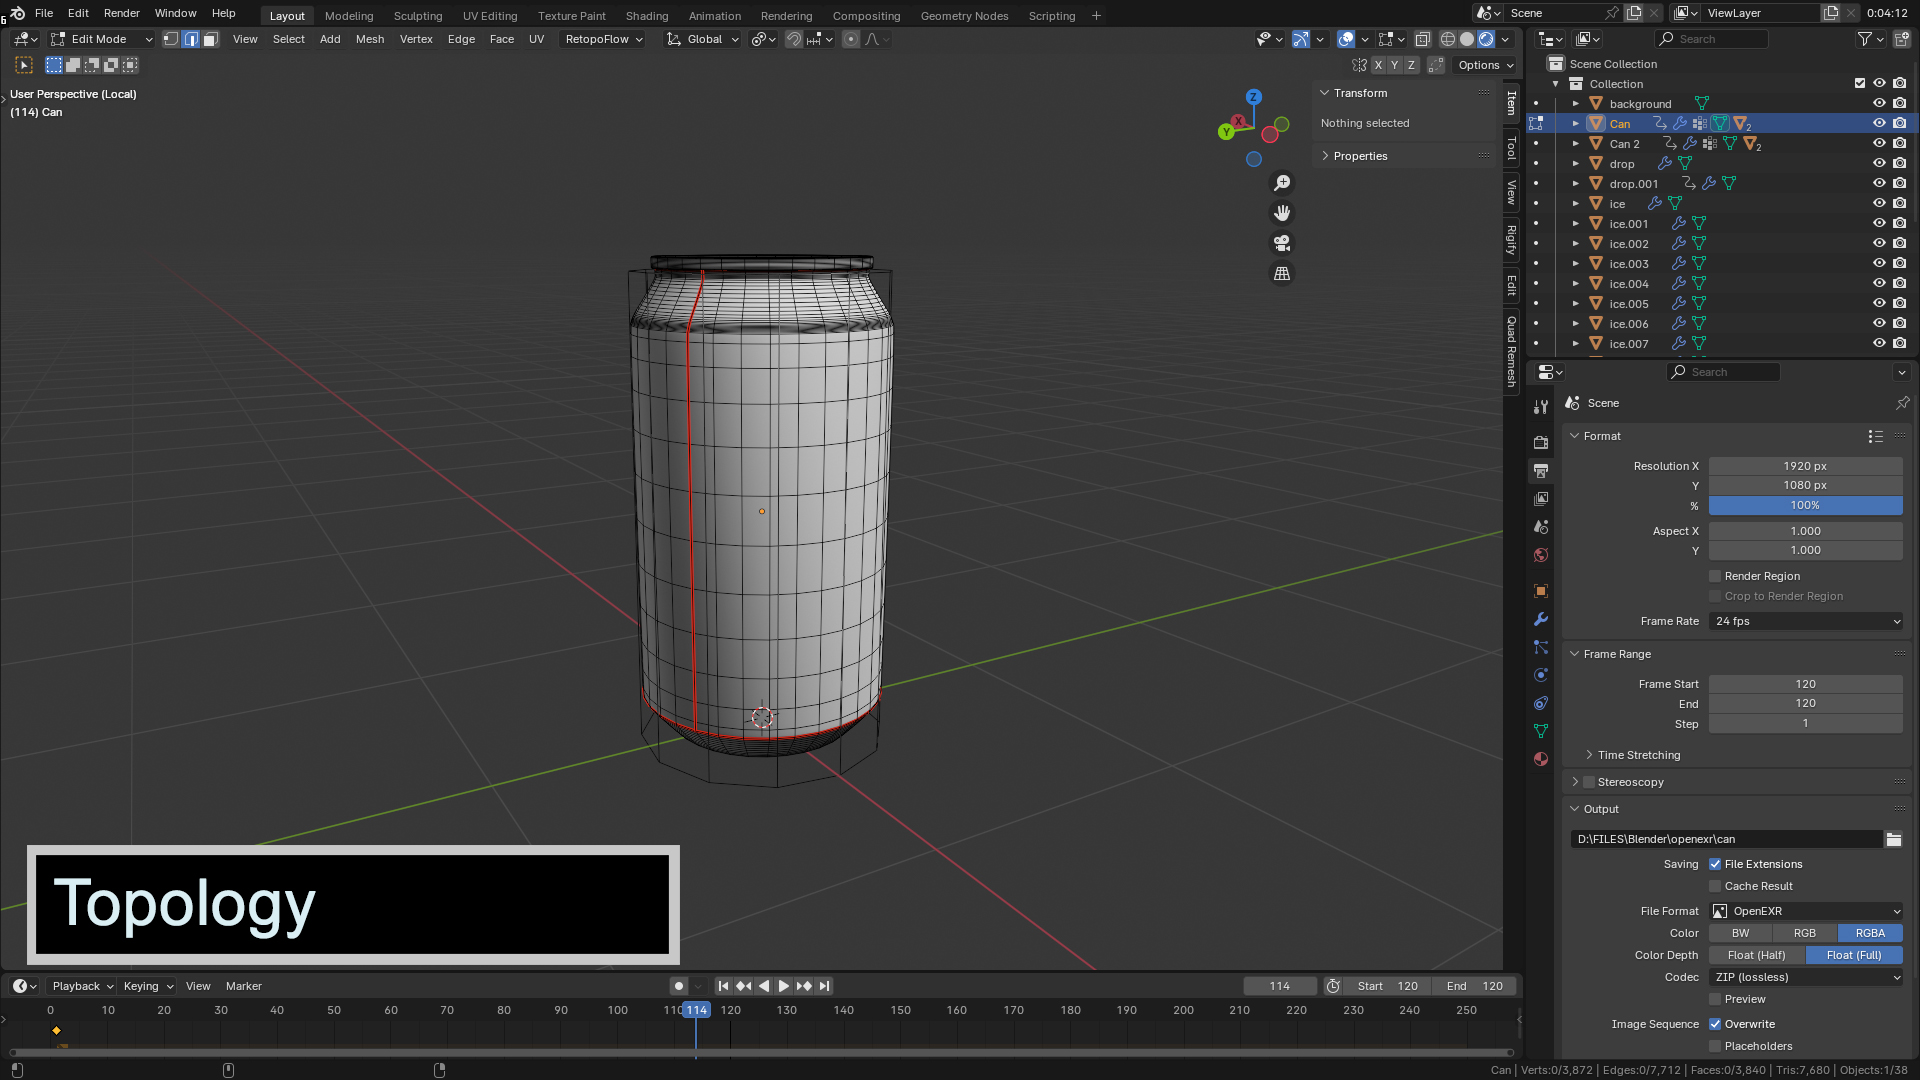 File Edit Render Window Help
Layout Modeling Sculpting UV Editing Texture Paint Shading Animation Rendering Compositing Geometry Nodes Scripting +
Scene
ViewLayer
0:04:12
Edit Mode
View Select Add Mesh Vertex Edge Face UV RetopoFlow
Global
Search
X Y Z Options
User Perspective (Local)
(114) Can
Z
X
Y
Transform
Nothing selected
Properties
Item
Tool
View
Rigify
Edit
Quad Remesh
Scene Collection
Collection
background
Can 2
Can 2 2
drop
drop.001
ice
ice.001
ice.002
ice.003
ice.004
ice.005
ice.006
ice.007
Search
Scene
Format
Resolution X 1920 px
Y 1080 px
% 100%
Aspect X 1.000
Y 1.000
Render Region
Crop to Render Region
Frame Rate 24 fps
Frame Range
Frame Start 120
End 120
Step 1
Time Stretching
Stereoscopy
Output
D:\FILES\Blender\openexr\can
Saving File Extensions
Cache Result
File Format OpenEXR
Color BW RGB RGBA
Color Depth Float (Half) Float (Full)
Codec ZIP (lossless)
Preview
Image Sequence Overwrite
Placeholders
Topology
Playback Keying View Marker
114 Start 120 End 120
0 10 20 30 40 50 60 70 80 90 100 110 114 120 130 140 150 160 170 180 190 200 210 220 230 240 250
Can | Verts:0/3,872 | Edges:0/7,712 | Faces:0/3,840 | Tris:7,680 | Objects:1/38